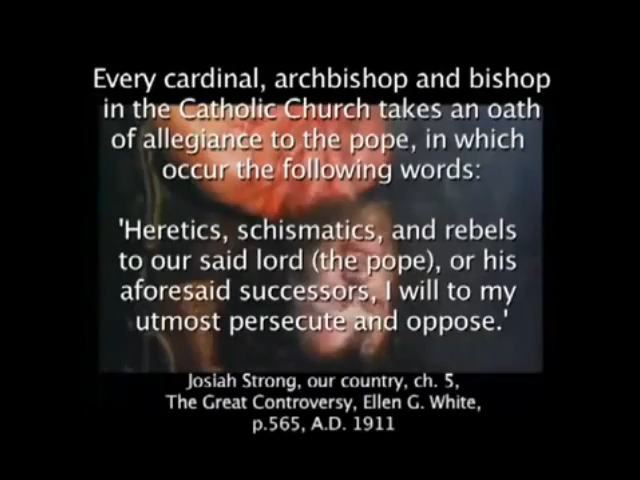 Every cardinal, archbishop and bishop
in the Catholic Church takes an oath
of allegiance to the pope, in which
occur the following words:
'Heretics, schismatics, and rebels
to our said lord (the pope), or his
aforesaid successors, I will to my
utmost persecute and oppose.'
Josiah Strong, our country, ch. 5,
The Great Controversy, Ellen G. White,
p.565, A.D. 1911